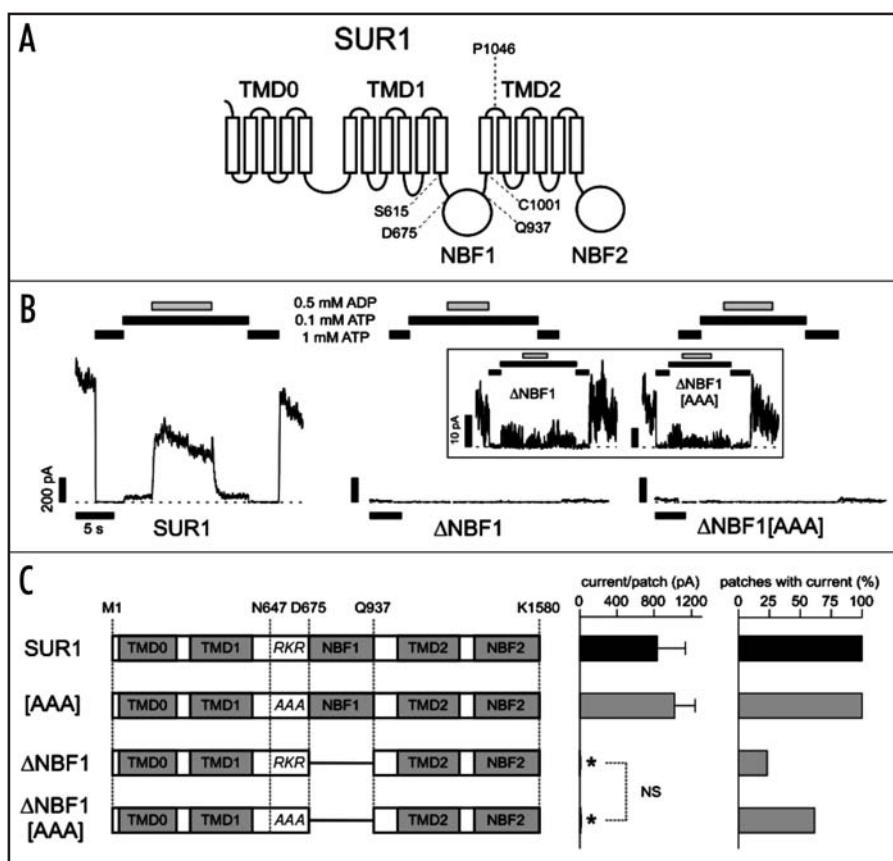 A
SUR1
P1046
TMD0 TMD1 TMD2
S615 C1001
D675 Q937
NBF1 NBF2
B
0.5 mM ADP
0.1 mM ATP
1 mM ATP
ΔNBF1 ΔNBF1
[AAA]
10 pA
200 pA
5 s SUR1 ΔNBF1 ΔNBF1[AAA]
C
current/patch (pA) patches with current (%)
M1 N647 D675 Q937 K1580 0 400 800 1200 0 25 50 75 100
SUR1 TMD0 TMD1 RKR NBF1 TMD2 NBF2
[AAA] TMD0 TMD1 AAA NBF1 TMD2 NBF2
ΔNBF1 TMD0 TMD1 RKR TMD2 NBF2 *
NS
ΔNBF1 TMD0 TMD1 AAA TMD2 NBF2 *
[AAA]